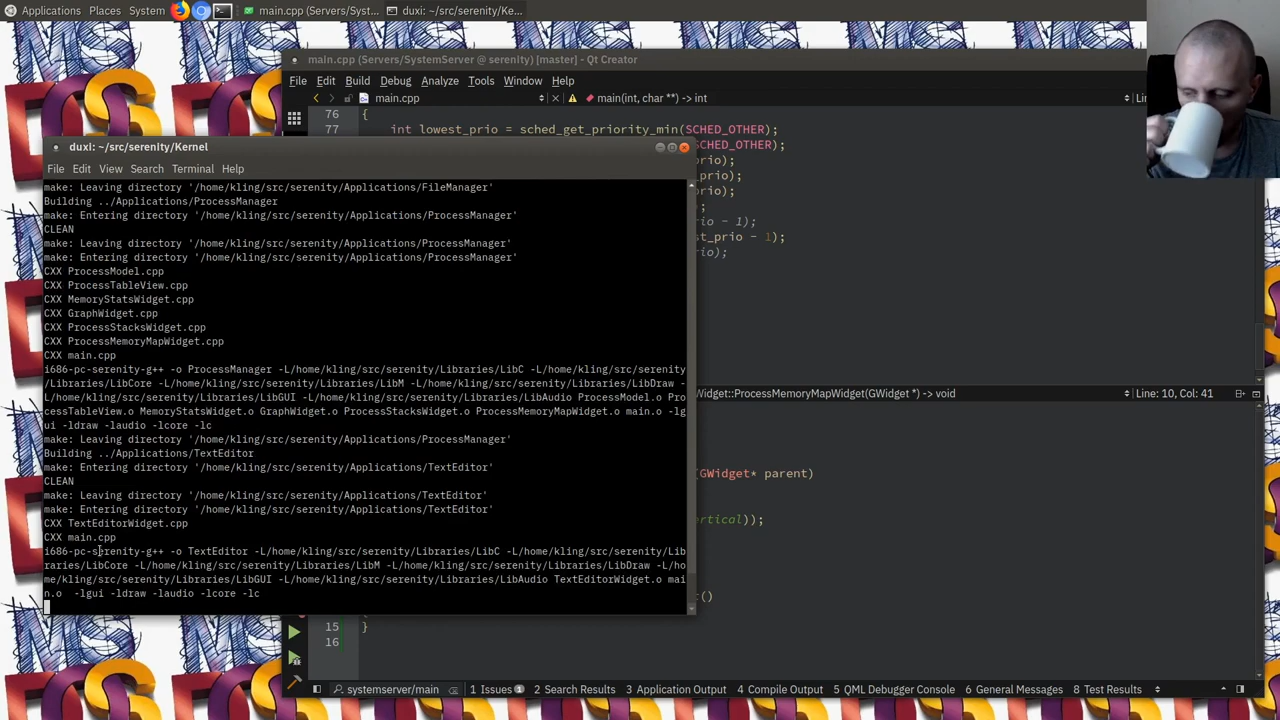 Applications Places System
main.cpp (Servers/Syst...
duxi: ~/src/serenity/Ke...
main.cpp (Servers/SystemServer @ serenity) [master] - Qt Creator
File Edit Build Debug Analyze Tools Window Help
main.cpp
main(int, char **) -> int
76 {
77 int lowest_prio = sched_get_priority_min(SCHED_OTHER);
SCHED_OTHER);
prio);
prio);
prio);
;
rio - 1);
st_prio - 1);
rio);
duxi: ~/src/serenity/Kernel
File Edit View Search Terminal Help
make: Leaving directory '/home/kling/src/serenity/Applications/FileManager'
Building ../Applications/ProcessManager
make: Entering directory '/home/kling/src/serenity/Applications/ProcessManager'
CLEAN
make: Leaving directory '/home/kling/src/serenity/Applications/ProcessManager'
make: Entering directory '/home/kling/src/serenity/Applications/ProcessManager'
CXX ProcessModel.cpp
CXX ProcessTableView.cpp
CXX MemoryStatsWidget.cpp
CXX GraphWidget.cpp
CXX ProcessStacksWidget.cpp
CXX ProcessMemoryMapWidget.cpp
CXX main.cpp
i686-pc-serenity-g++ -o ProcessManager -L/home/kling/src/serenity/Libraries/LibC -L/home/kling/src/serenity
/Libraries/LibCore -L/home/kling/src/serenity/Libraries/LibM -L/home/kling/src/serenity/Libraries/LibDraw -
L/home/kling/src/serenity/Libraries/LibGUI -L/home/kling/src/serenity/Libraries/LibAudio ProcessModel.o Pro
cessTableView.o MemoryStatsWidget.o GraphWidget.o ProcessStacksWidget.o ProcessMemoryMapWidget.o main.o -lg
ui -ldraw -laudio -lcore -lc
make: Leaving directory '/home/kling/src/serenity/Applications/ProcessManager'
Building ../Applications/TextEditor
make: Entering directory '/home/kling/src/serenity/Applications/TextEditor'
CLEAN
make: Leaving directory '/home/kling/src/serenity/Applications/TextEditor'
make: Entering directory '/home/kling/src/serenity/Applications/TextEditor'
CXX TextEditorWidget.cpp
CXX main.cpp
i686-pc-serenity-g++ -o TextEditor -L/home/kling/src/serenity/Libraries/LibC -L/home/kling/src/serenity/Lib
raries/LibCore -L/home/kling/src/serenity/Libraries/LibM -L/home/kling/src/serenity/Libraries/LibDraw -L/ho
me/kling/src/serenity/Libraries/LibGUI -L/home/kling/src/serenity/Libraries/LibAudio TextEditorWidget.o mai
n.o -lgui -ldraw -laudio -lcore -lc
Widget::ProcessMemoryMapWidget(GWidget *) -> void
Line: 10, Col: 41
(GWidget* parent)
ertical));
()
15 }
16
systemserver/main
1 Issues 1
2 Search Results
3 Application Output
4 Compile Output
5 QML Debugger Console
6 General Messages
8 Test Results